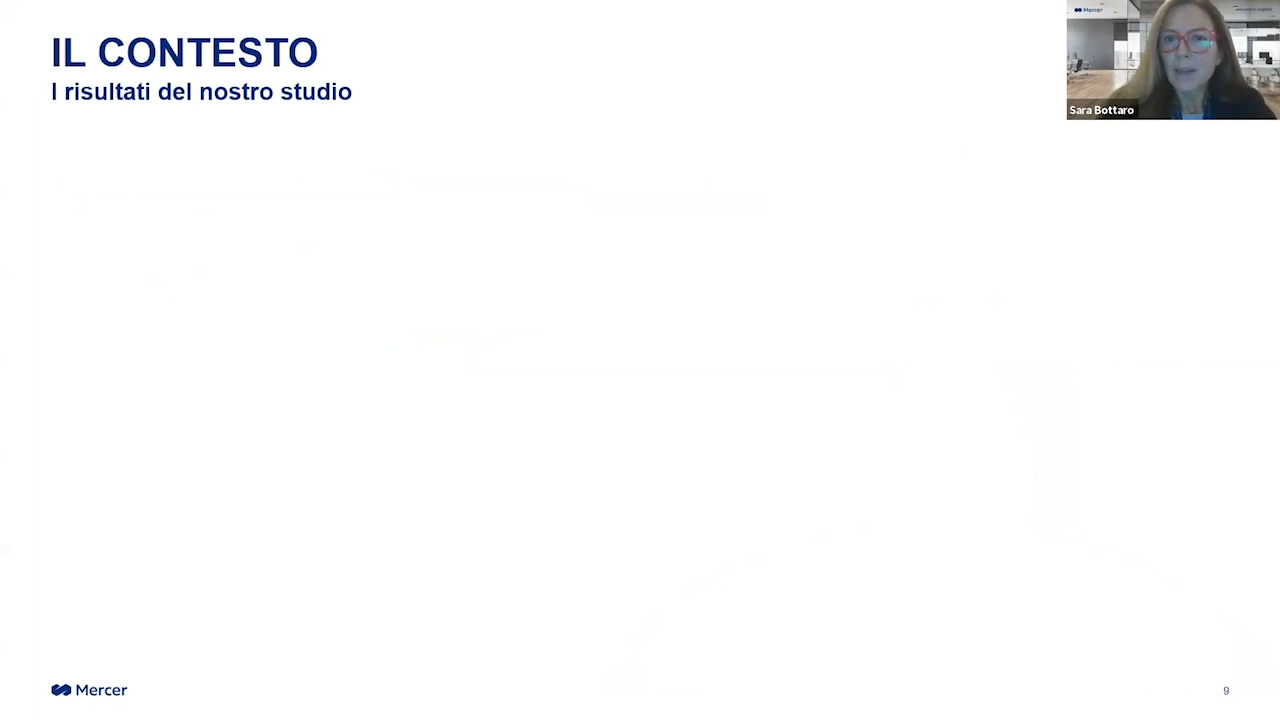 IL CONTESTO
I risultati del nostro studio
Mercer
Sara Bottaro
Mercer
9